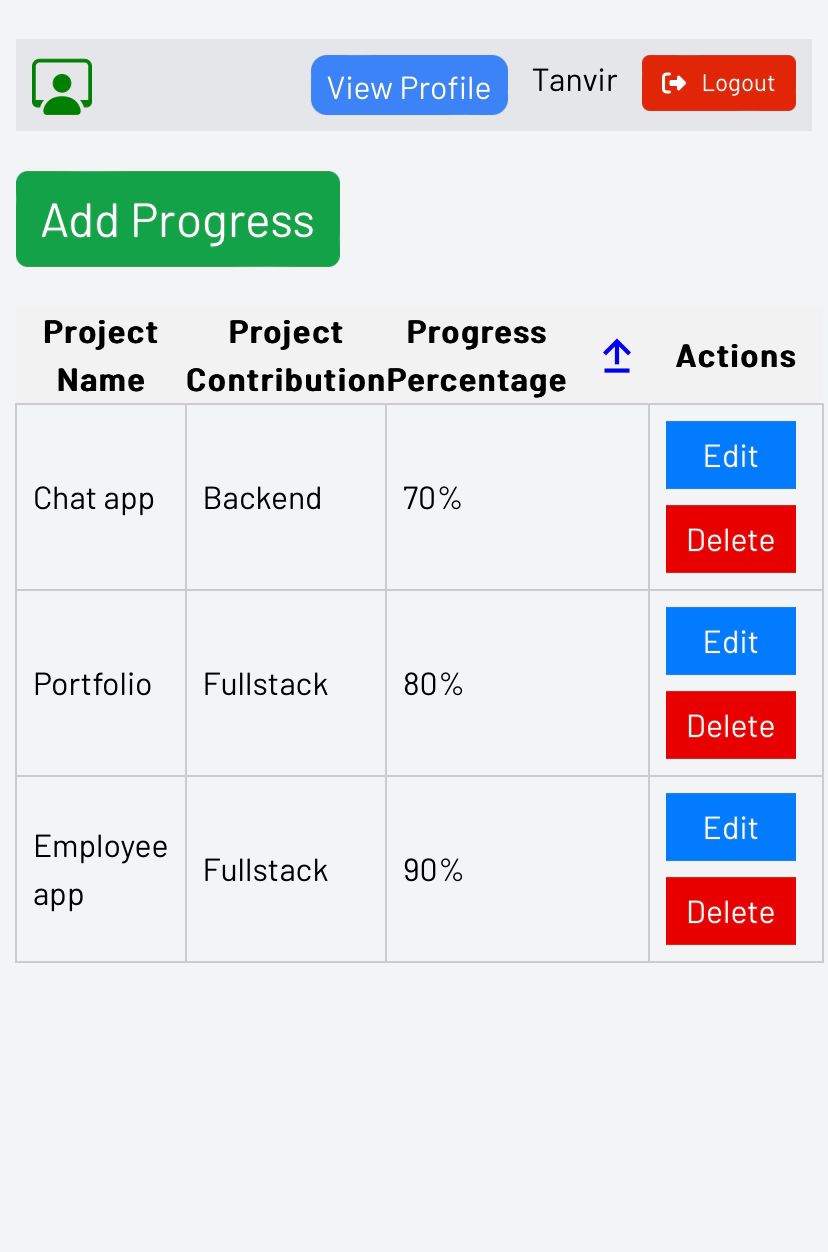 View Profile Tanvir Logout
Add Progress
Project Name Project Contribution Progress Percentage Actions
Chat app Backend 70% Edit Delete
Portfolio Fullstack 80% Edit Delete
Employee app Fullstack 90% Edit Delete